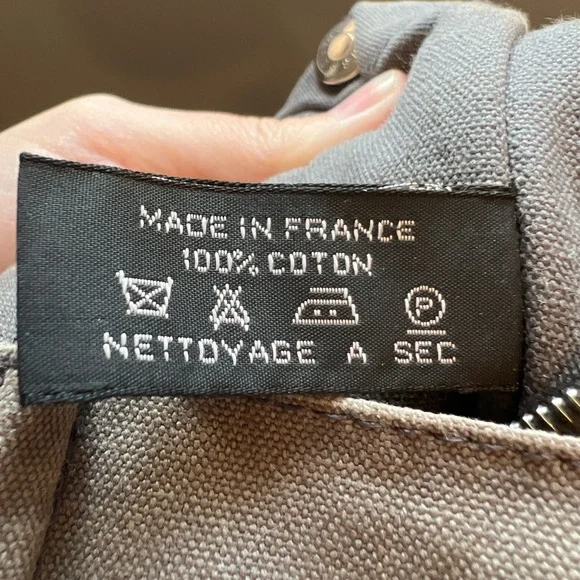 MADE IN FRANCE
100% COTON
P
NETTOYAGE A SEC